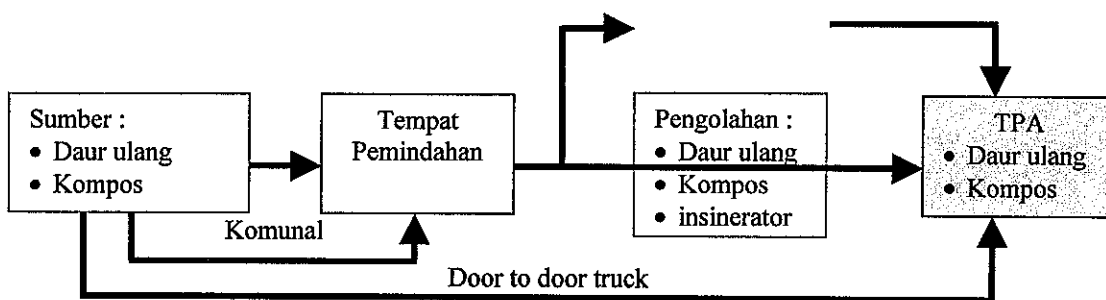 Sumber :
• Daur ulang
• Kompos
Tempat
Pemindahan
Pengolahan :
• Daur ulang
• Kompos
• insinerator
TPA
• Daur ulang
• Kompos
Komunal
Door to door truck